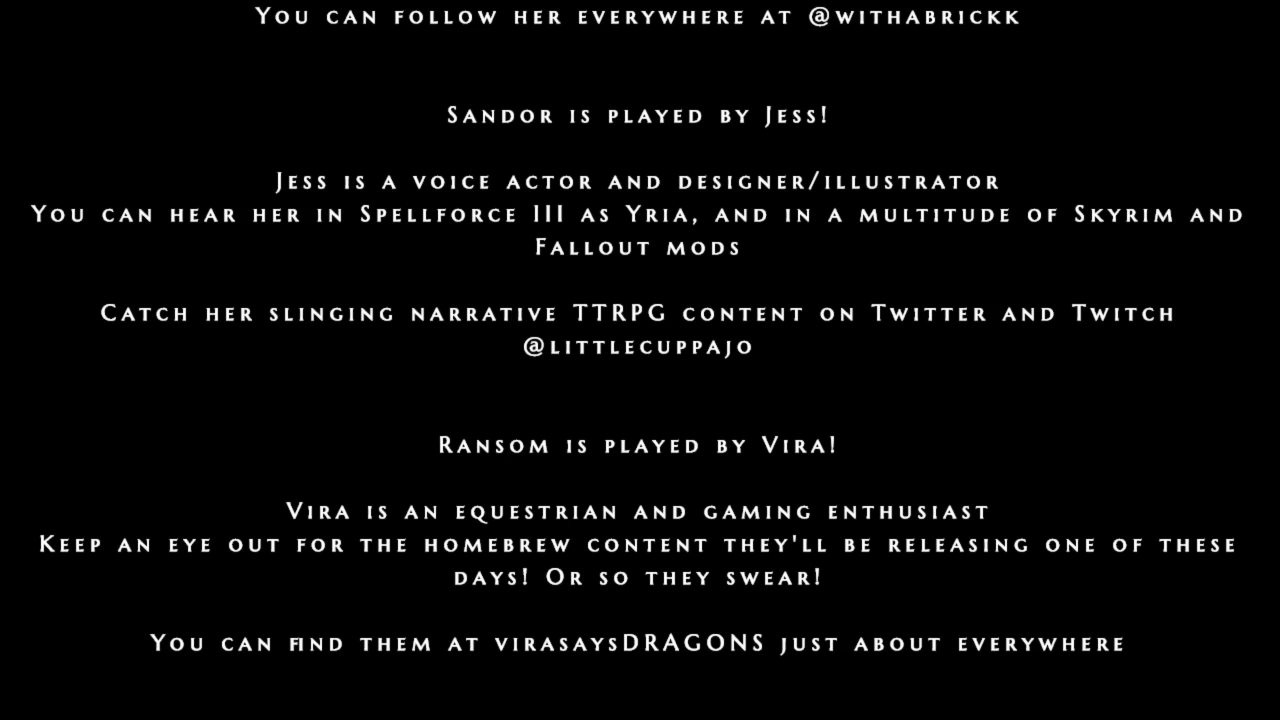 You can follow her everywhere at @withabrickk
Sandor is played by Jess!
Jess is a voice actor and designer/illustrator
You can hear her in Spellforce III as Yria, and in a multitude of Skyrim and
Fallout mods
Catch her slinging narrative TTRPG content on Twitter and Twitch
@littlecuppajo
Ransom is played by Vira!
Vira is an equestrian and gaming enthusiast
Keep an eye out for the homebrew content they'll be releasing one of these
days! Or so they swear!
You can find them at virasaysDRAGONS just about everywhere